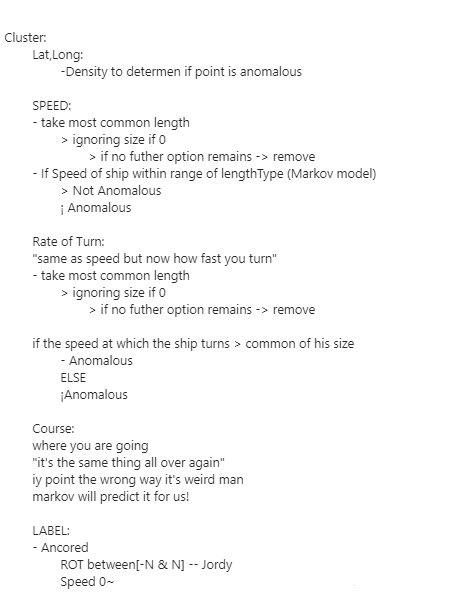 Cluster:
Lat,Long:
-Density to determen if point is anomalous
SPEED:
- take most common length
> ignoring size if 0
> if no futher option remains -> remove
- If Speed of ship within range of lengthType (Markov model)
> Not Anomalous
¡ Anomalous
Rate of Turn:
"same as speed but now how fast you turn"
- take most common length
> ignoring size if 0
> if no futher option remains -> remove
if the speed at which the ship turns > common of his size
- Anomalous
ELSE
¡Anomalous
Course:
where you are going
"it's the same thing all over again"
iy point the wrong way it's weird man
markov will predict it for us!
LABEL:
- Ancored
ROT between[-N & N] -- Jordy
Speed 0~